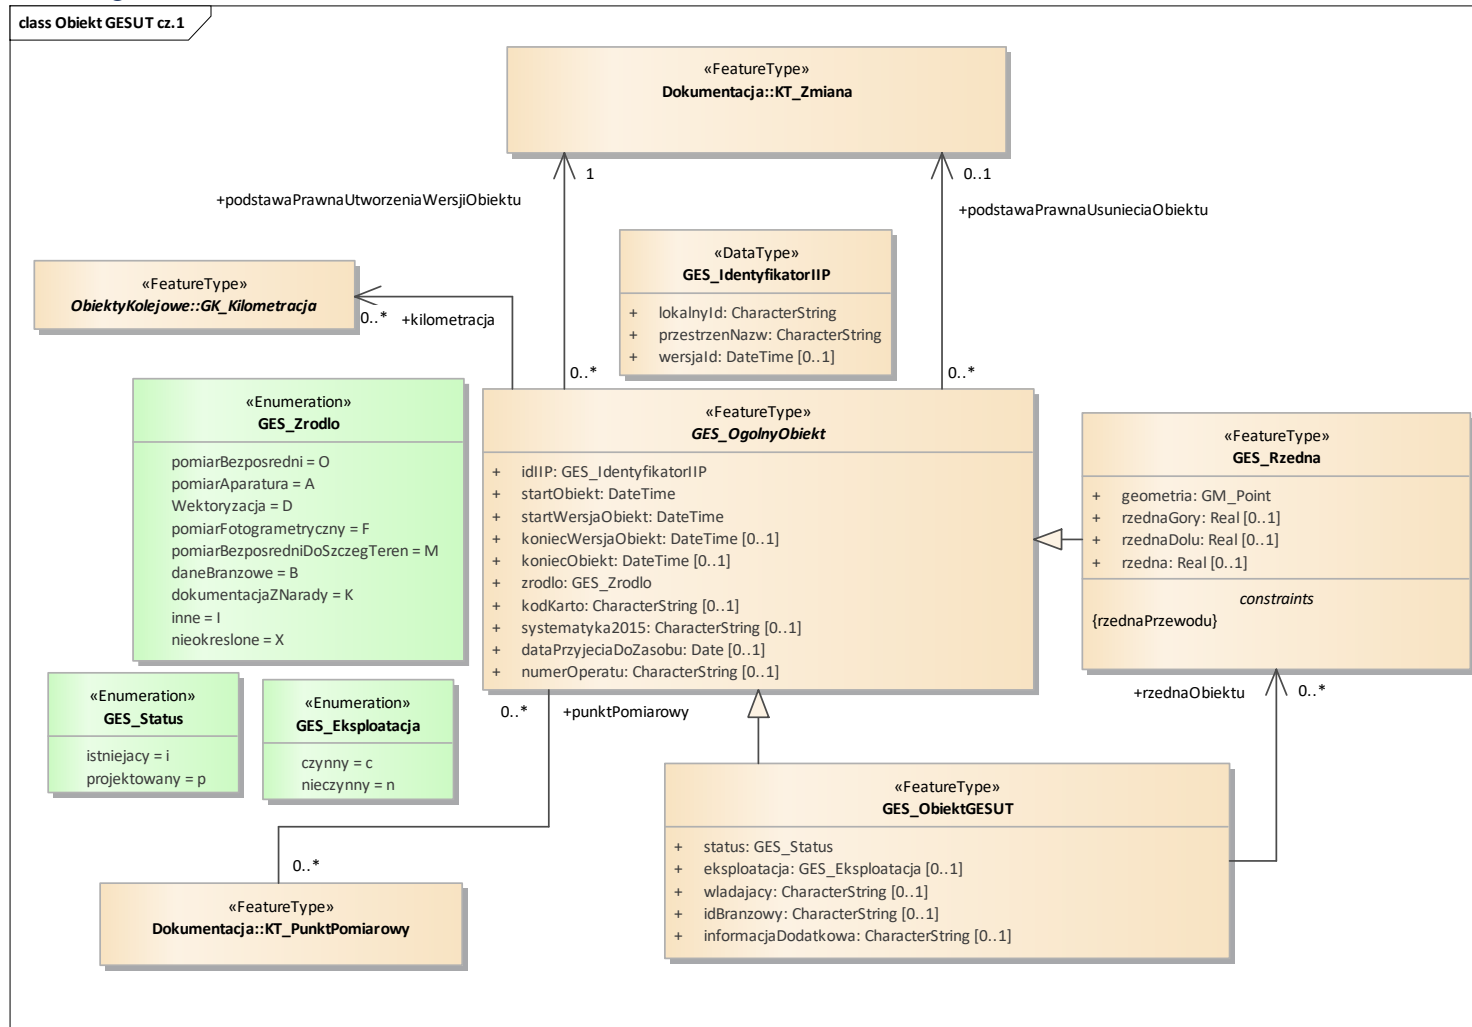 class Obiekt GESUT cz.1
«FeatureType»
Dokumentacja::KT_Zmiana
1
0..1
+podstawaPrawnaUtworzeniaWersjiObiektu
+podstawaPrawnaUsunieciaObiektu
«DataType»
GES_IdentyfikatorIIP
+ lokalnyId: CharacterString
+ przestrzenNazw: CharacterString
+ wersjaId: DateTime [0..1]
«FeatureType»
ObiektyKolejowe::GK_Kilometracja
0..* +kilometracja
0..*
0..*
«Enumeration»
GES_Zrodlo
pomiarBezposredni = O
pomiarAparatura = A
Wektoryzacja = D
pomiarFotogrametryczny = F
pomiarBezposredniDoSzczegTeren = M
daneBranzowe = B
dokumentacjaZNarady = K
inne = I
nieokreslone = X
«FeatureType»
GES_OgolnyObiekt
+ idIIP: GES_IdentyfikatorIIP
+ startObiekt: DateTime
+ startWersjaObiekt: DateTime
+ koniecWersjaObiekt: DateTime [0..1]
+ koniecObiekt: DateTime [0..1]
+ zrodlo: GES_Zrodlo
+ kodKarto: CharacterString [0..1]
+ systematyka2015: CharacterString [0..1]
+ dataPrzyjeciaDoZasobu: Date [0..1]
+ numerOperatu: CharacterString [0..1]
«FeatureType»
GES_Rzedna
+ geometria: GM_Point
+ rzednaGory: Real [0..1]
+ rzednaDolu: Real [0..1]
+ rzedna: Real [0..1]
constraints
{rzednaPrzewodu}
«Enumeration»
GES_Status
istniejacy = i
projektowany = p
«Enumeration»
GES_Eksploatacja
czynny = c
nieczynny = n
0..* +punktPomiarowy
+rzednaObiektu 0..*
«FeatureType»
GES_ObiektGESUT
+ status: GES_Status
+ eksploatacja: GES_Eksploatacja [0..1]
+ wladajacy: CharacterString [0..1]
+ idBranzowy: CharacterString [0..1]
+ informacjaDodatkowa: CharacterString [0..1]
0..*
«FeatureType»
Dokumentacja::KT_PunktPomiarowy